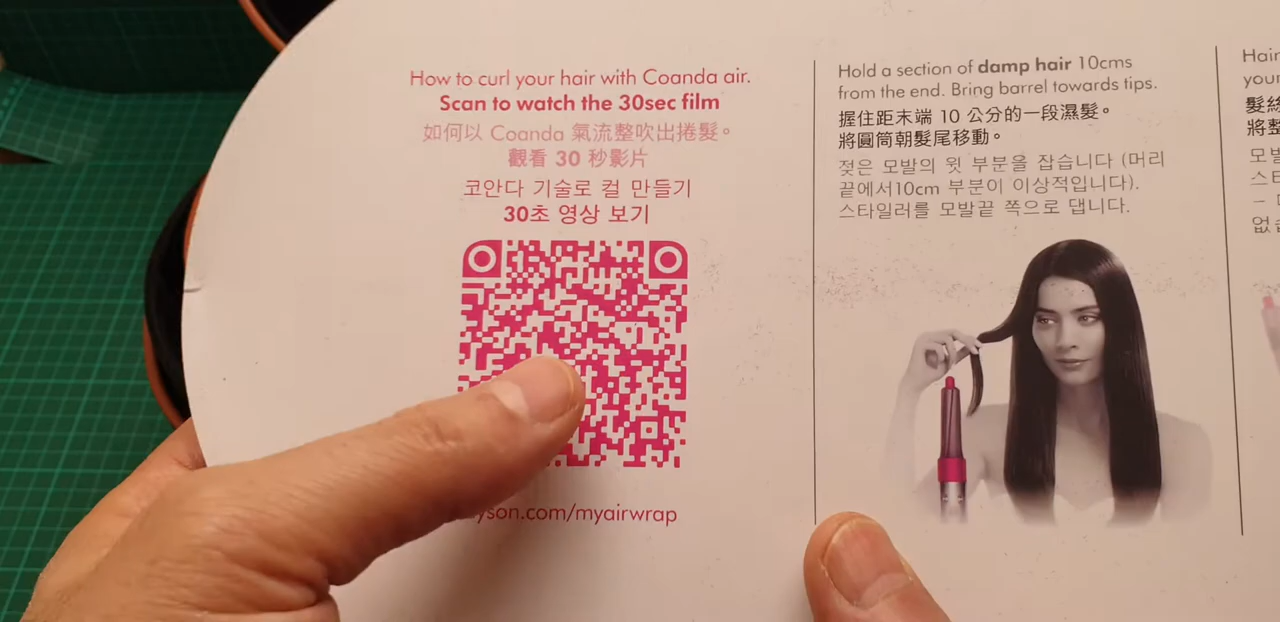 How to curl your hair with Coanda air.
Scan to watch the 30sec film
如何以 Coanda 氣流整吹出捲髮。
觀看 30 秒影片
코안다 기술로 컬 만들기
30초 영상 보기
yson.com/myairwrap
Hold a section of damp hair 10cms
from the end. Bring barrel towards tips.
握住距末端 10 公分的一段濕髮。
將圓筒朝髮尾移動。
젖은 모발의 윗 부분을 잡습니다 (머리
끝에서10cm 부분이 이상적입니다).
스타일러를 모발끝 쪽으로 댑니다.
Hair
your
髮絲
將整
모발